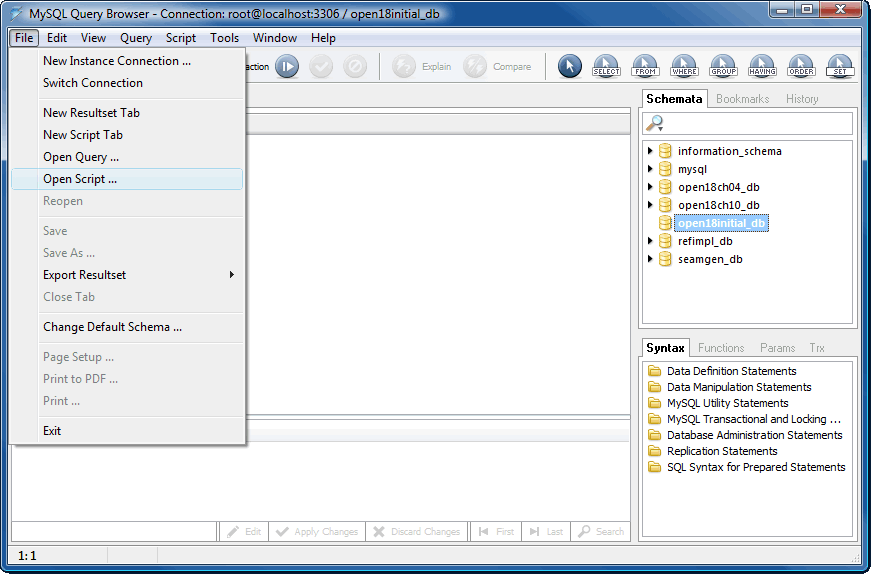 MySQL Query Browser - Connection: root@localhost:3306 / open18initial_db
File Edit View Query Script Tools Window Help
New Instance Connection ...
Switch Connection
New Resultset Tab
New Script Tab
Open Query ...
Open Script ...
Reopen
Save
Save As ...
Export Resultset
Close Tab
Change Default Schema ...
Page Setup ...
Print to PDF ...
Print ...
Exit
action Explain Compare SELECT FROM WHERE GROUP HAVING ORDER SET
Schemata Bookmarks History
information_schema
mysql
open18ch04_db
open18ch10_db
open18initial_db
refimpl_db
seamgen_db
Syntax Functions Params Trx
Data Definition Statements
Data Manipulation Statements
MySQL Utility Statements
MySQL Transactional and Locking ...
Database Administration Statements
Replication Statements
SQL Syntax for Prepared Statements
Edit Apply Changes Discard Changes First Last Search
1:1